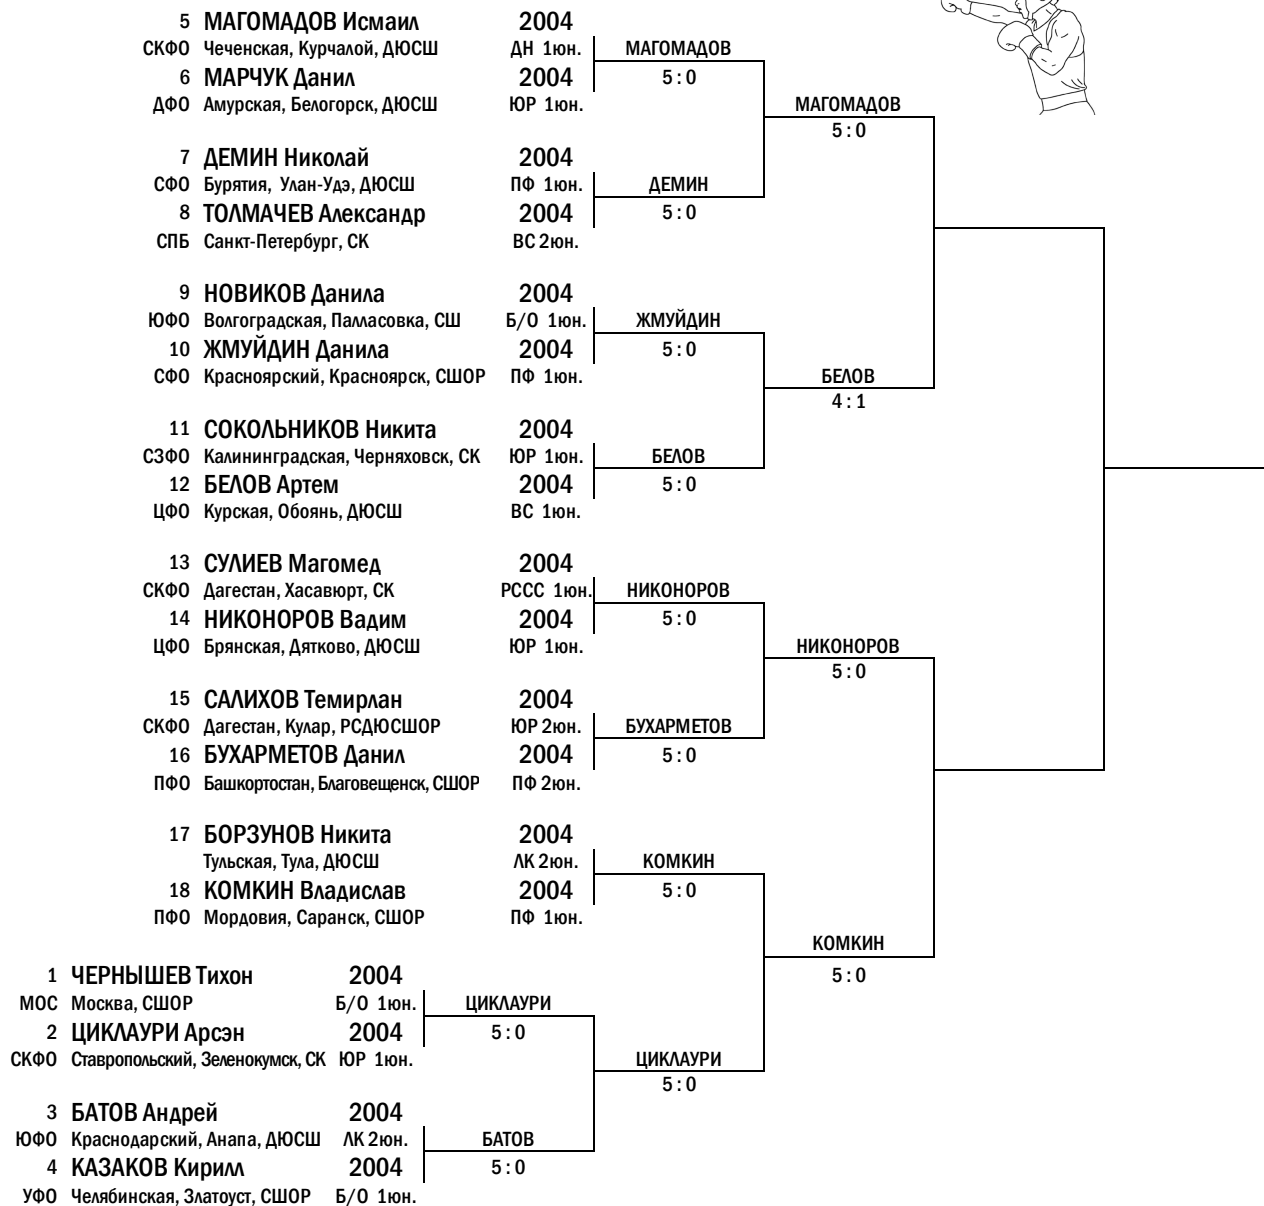 5 МАГОМАДОВ Исмаил 2004
СКФО Чеченская, Курчалой, ДЮСШ ДН 1юн. МАГОМАДОВ
6 МАРЧУК Данил 2004 5 : 0
ДФО Амурская, Белогорск, ДЮСШ ЮР 1юн. МАГОМАДОВ
5 : 0
7 ДЕМИН Николай 2004
СФО Бурятия, Улан-Удэ, ДЮСШ ПФ 1юн. ДЕМИН
8 ТОЛМАЧЕВ Александр 2004 5 : 0
СПБ Санкт-Петербург, СК ВС 2юн.
9 НОВИКОВ Данила 2004
ЮФО Волгоградская, Палласовка, СШ Б/О 1юн. ЖМУЙДИН
10 ЖМУЙДИН Данила 2004 5 : 0
СФО Красноярский, Красноярск, СШОР ПФ 1юн. БЕЛОВ
4 : 1
11 СОКОЛЬНИКОВ Никита 2004
СЗФО Калининградская, Черняховск, СК ЮР 1юн. БЕЛОВ
12 БЕЛОВ Артем 2004 5 : 0
ЦФО Курская, Обоянь, ДЮСШ ВС 1юн.
13 СУЛИЕВ Магомед 2004
СКФО Дагестан, Хасавюрт, СК РССС 1юн. НИКОНОРОВ
14 НИКОНОРОВ Вадим 2004 5 : 0
ЦФО Брянская, Дятково, ДЮСШ ЮР 1юн. НИКОНОРОВ
5 : 0
15 САЛИХОВ Темирлан 2004
СКФО Дагестан, Кулар, РСДЮСШОР ЮР 2юн. БУХАРМЕТОВ
16 БУХАРМЕТОВ Данил 2004 5 : 0
ПФО Башкортостан, Благовещенск, СШОР ПФ 2юн.
17 БОРЗУНОВ Никита 2004
Тульская, Тула, ДЮСШ ЛК 2юн. КОМКИН
18 КОМКИН Владислав 2004 5 : 0
ПФО Мордовия, Саранск, СШОР ПФ 1юн.
КОМКИН
1 ЧЕРНЫШЕВ Тихон 2004 5 : 0
МОС Москва, СШОР Б/О 1юн. ЦИКЛАУРИ
2 ЦИКЛАУРИ Арсэн 2004 5 : 0
СКФО Ставропольский, Зеленокумск, СК ЮР 1юн. ЦИКЛАУРИ
5 : 0
3 БАТОВ Андрей 2004
ЮФО Краснодарский, Анапа, ДЮСШ ЛК 2юн. БАТОВ
4 КАЗАКОВ Кирилл 2004 5 : 0
УФО Челябинская, Златоуст, СШОР Б/О 1юн.